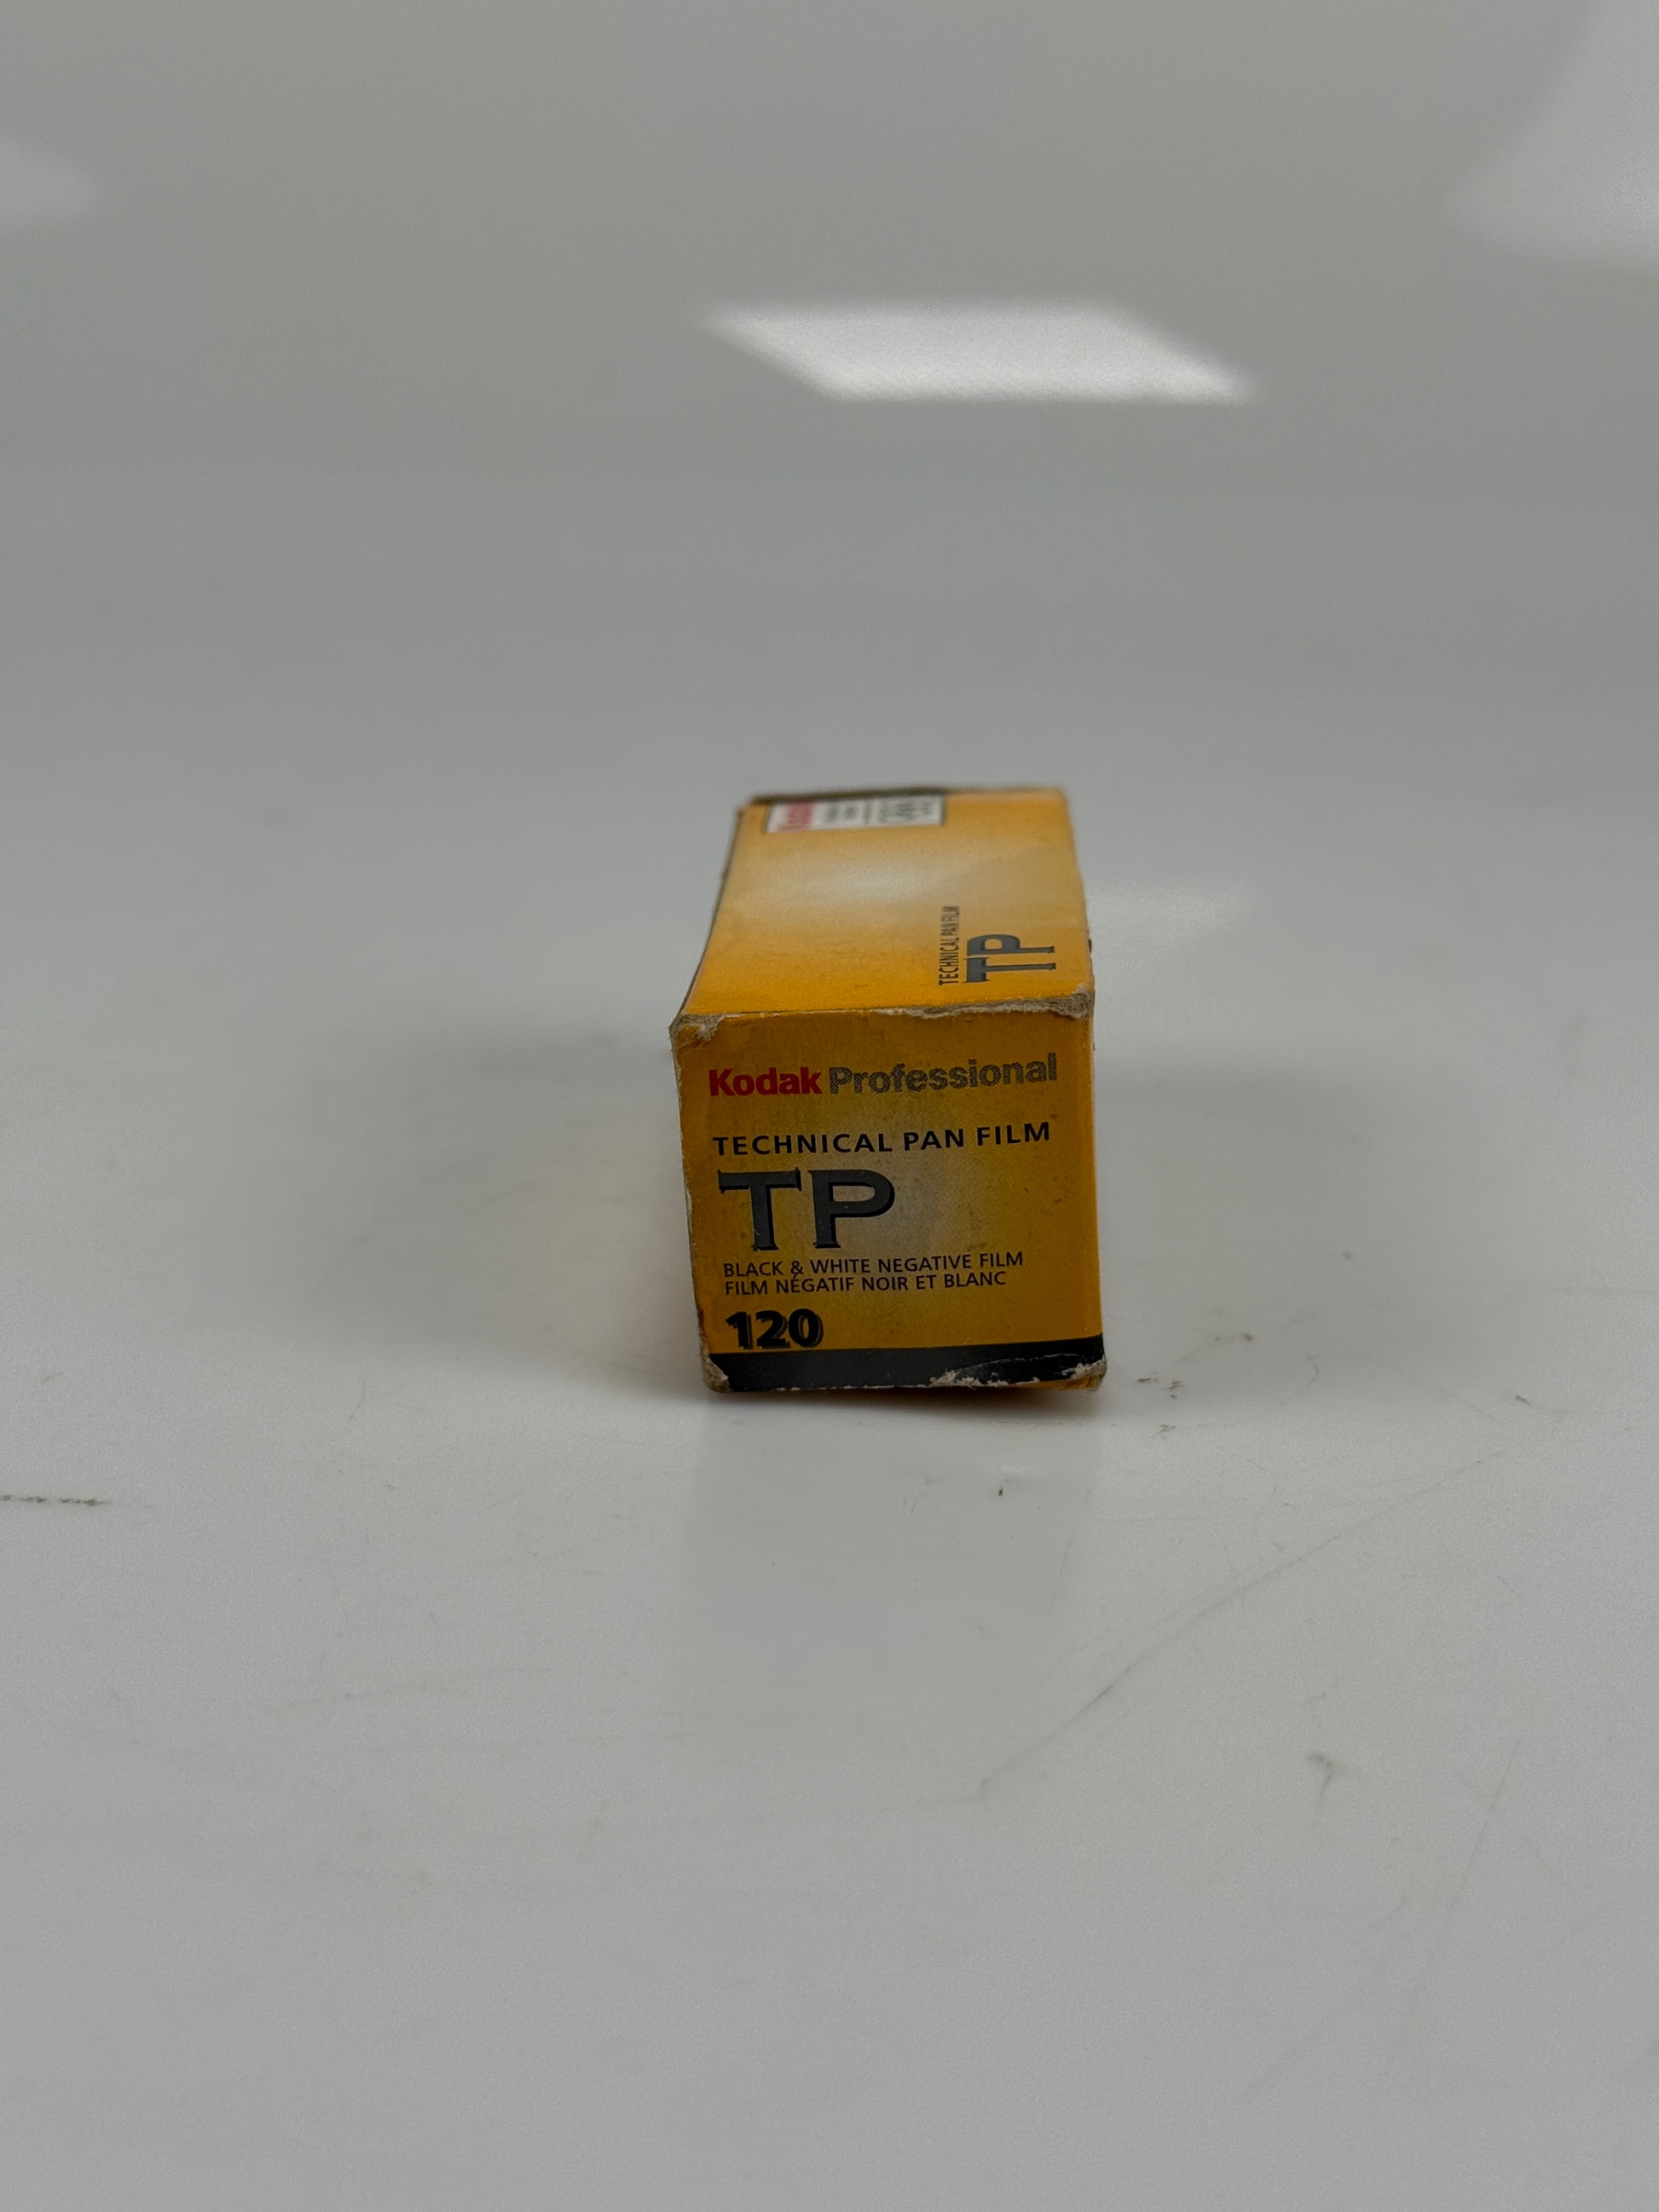 Kodak
TECHNICAL PAN FILM
TP
Kodak Professional
TECHNICAL PAN FILM
TP
BLACK & WHITE NEGATIVE FILM
FILM NÉGATIF NOIR ET BLANC
120